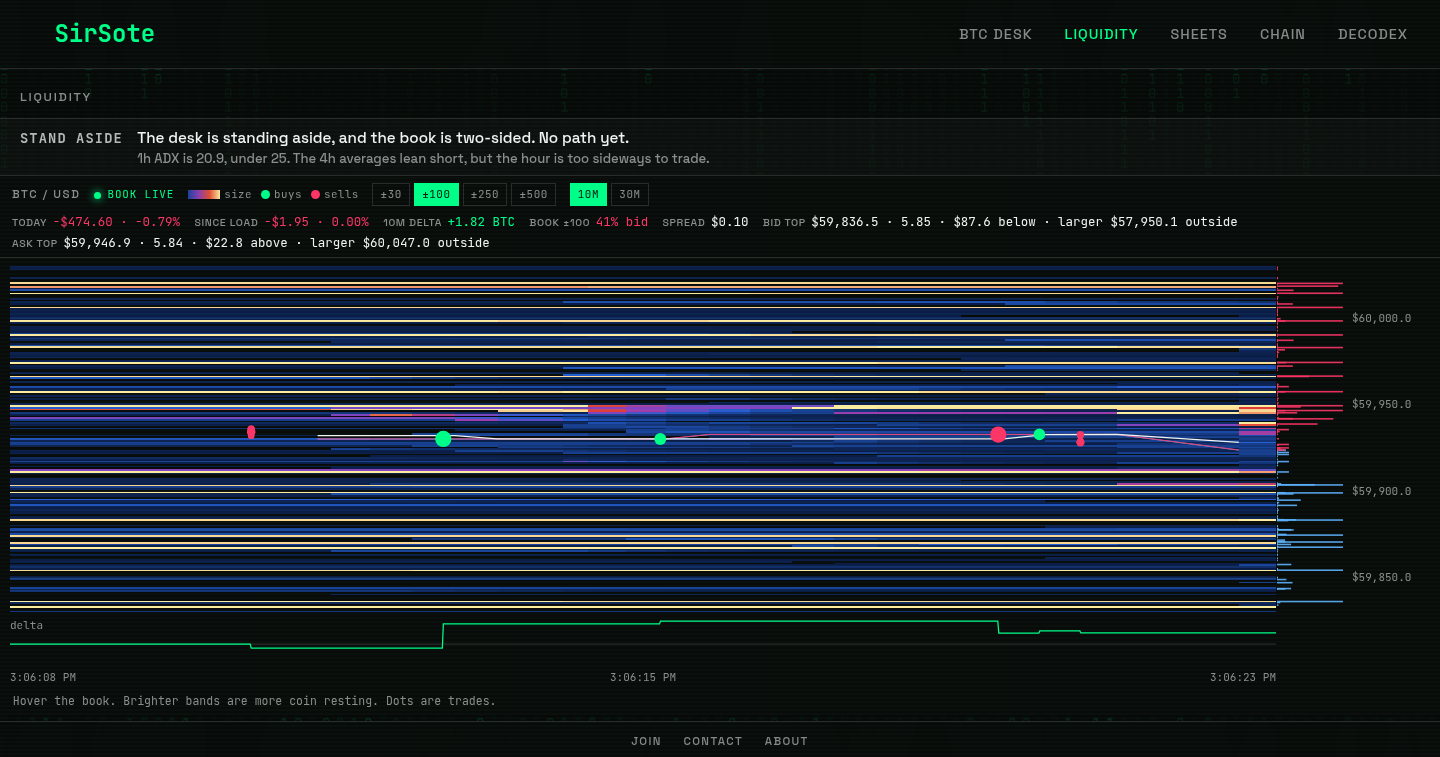 SirSote
BTC DESK LIQUIDITY SHEETS CHAIN DECODEX
LIQUIDITY
STAND ASIDE The desk is standing aside, and the book is two-sided. No path yet.
1h ADX is 20.9, under 25. The 4h averages lean short, but the hour is too sideways to trade.
BTC / USD BOOK LIVE size buys sells ±30 ±100 ±250 ±500 10M 30M
TODAY -$474.60 · -0.79% SINCE LOAD -$1.95 · 0.00% 10M DELTA +1.82 BTC BOOK ±100 41% bid SPREAD $0.10 BID TOP $59,836.5 · 5.85 · $87.6 below · larger $57,950.1 outside
ASK TOP $59,946.9 · 5.84 · $22.8 above · larger $60,047.0 outside
$60,000.0
$59,950.0
$59,900.0
$59,850.0
delta
3:06:08 PM 3:06:15 PM 3:06:23 PM
Hover the book. Brighter bands are more coin resting. Dots are trades.
JOIN CONTACT ABOUT